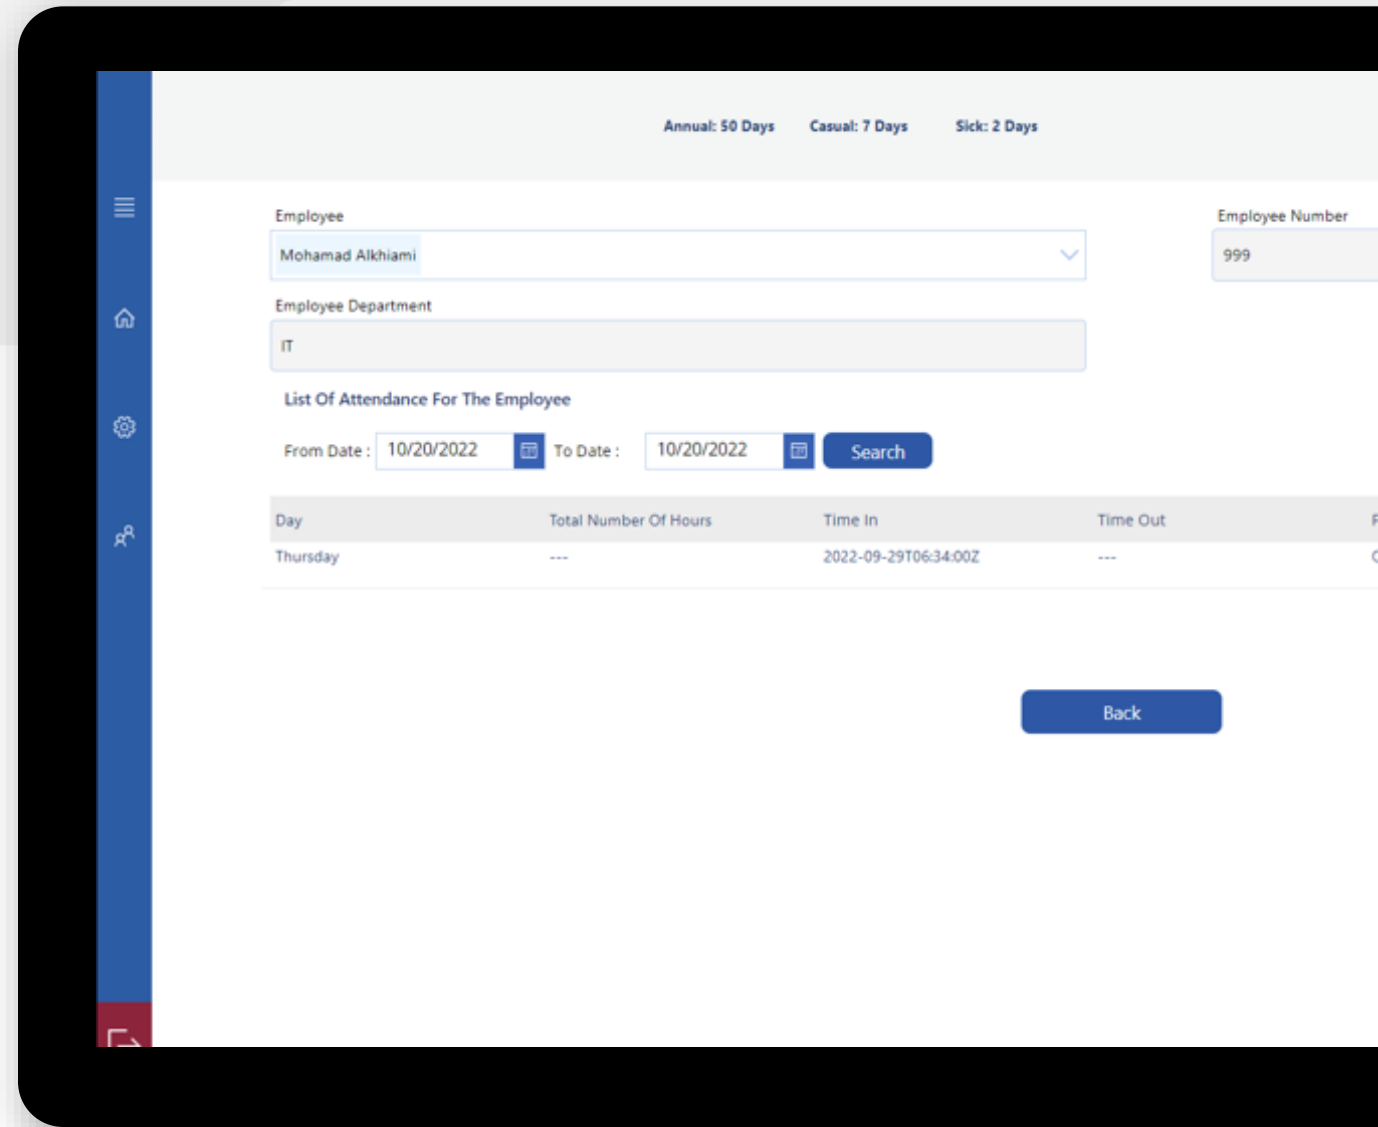 Annual: 50 Days Casual: 7 Days Sick: 2 Days
Employee Employee Number
Mohamad Alkhiami 999
Employee Department
IT
List Of Attendance For The Employee
From Date : 10/20/2022 To Date : 10/20/2022 Search
Day Total Number Of Hours Time In Time Out
Thursday --- 2022-09-29T06:34:00Z ---
Back